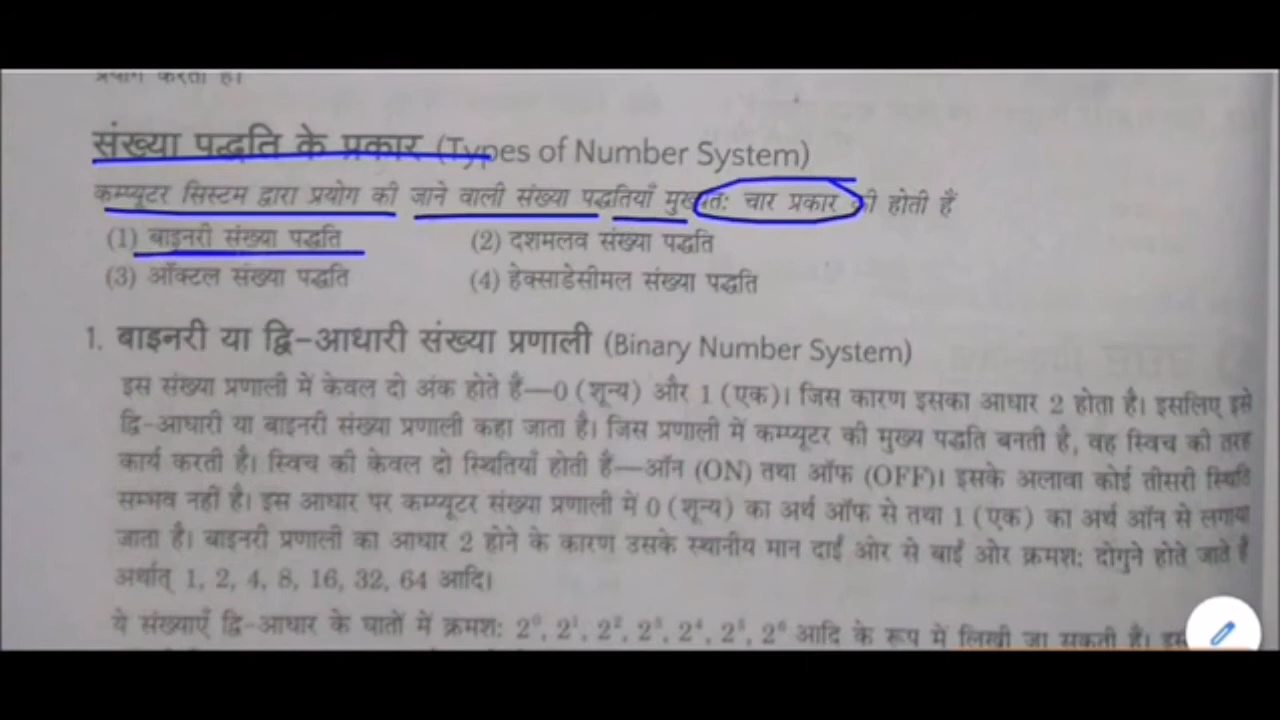 प्रयोग करता है।
संख्या पद्धति के प्रकार (Types of Number System)
कम्प्यूटर सिस्टम द्वारा प्रयोग की जाने वाली संख्या पद्धतियाँ मुख्यतः चार प्रकार की होती हैं
(1) बाइनरी संख्या पद्धति (2) दशमलव संख्या पद्धति
(3) ऑक्टल संख्या पद्धति (4) हेक्साडेसीमल संख्या पद्धति
1. बाइनरी या द्वि-आधारी संख्या प्रणाली (Binary Number System)
इस संख्या प्रणाली में केवल दो अंक होते हैं—0 (शून्य) और 1 (एक)। जिस कारण इसका आधार 2 होता है। इसलिए इसे
द्वि-आधारी या बाइनरी संख्या प्रणाली कहा जाता है। जिस प्रणाली में कम्प्यूटर की मुख्य पद्धति बनती है, वह स्विच की तरह
कार्य करती है। स्विच की केवल दो स्थितियाँ होती हैं—ऑन (ON) तथा ऑफ (OFF)। इसके अलावा कोई तीसरी स्थिति
सम्भव नहीं है। इस आधार पर कम्प्यूटर संख्या प्रणाली में 0 (शून्य) का अर्थ ऑफ से तथा 1 (एक) का अर्थ ऑन से लगाया
जाता है। बाइनरी प्रणाली का आधार 2 होने के कारण उसके स्थानीय मान दाईं ओर से बाईं ओर क्रमशः दोगुने होते जाते हैं
अर्थात् 1, 2, 4, 8, 16, 32, 64 आदि।
ये संख्याएँ द्वि-आधार के घातों में क्रमशः 2⁰, 2¹, 2², 2³, 2⁴, 2⁵, 2⁶ आदि के रूप में लिखी जा सकती हैं। इस